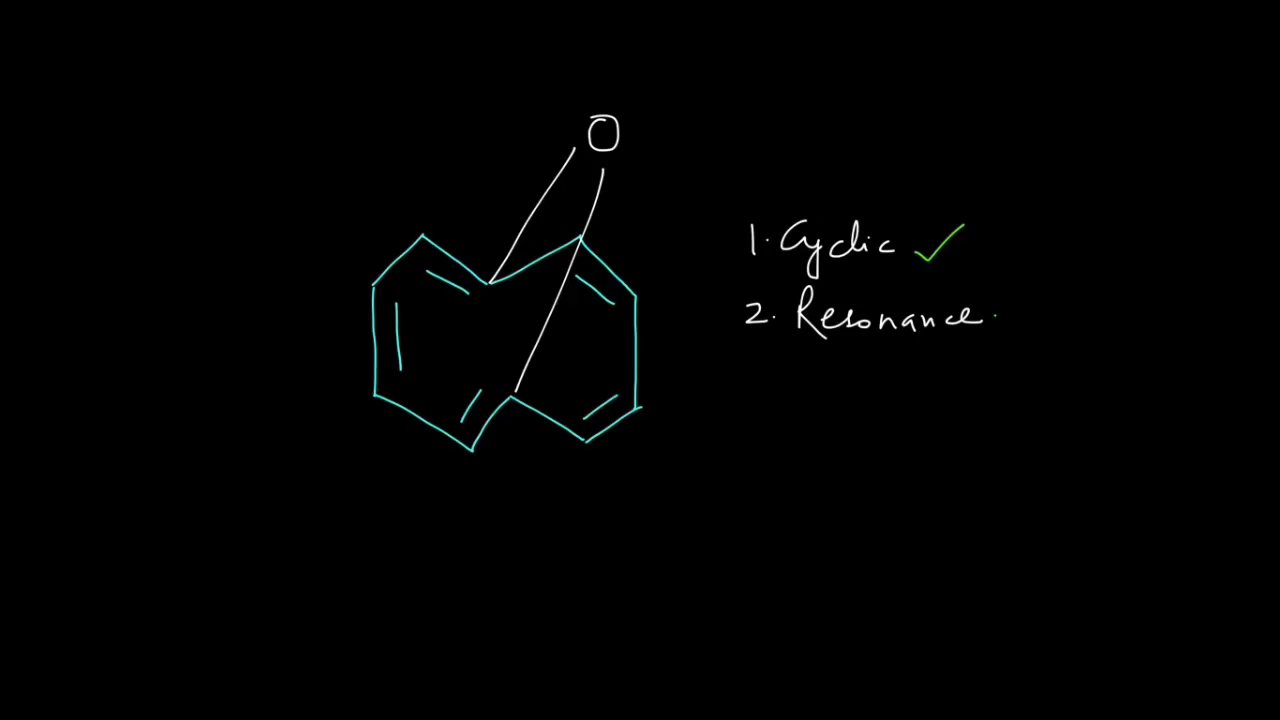 O
1. Cyclic ✓
2. Resonance.